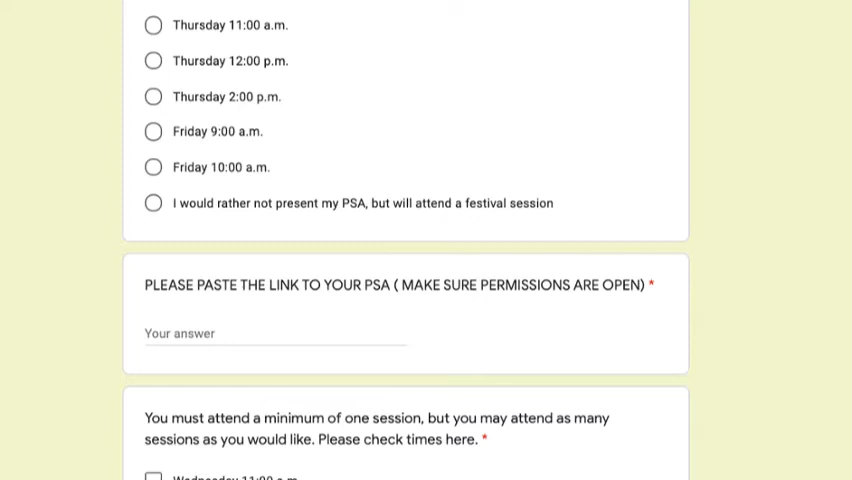 Thursday 11:00 a.m.
Thursday 12:00 p.m.
Thursday 2:00 p.m.
Friday 9:00 a.m.
Friday 10:00 a.m.
I would rather not present my PSA, but will attend a festival session
PLEASE PASTE THE LINK TO YOUR PSA ( MAKE SURE PERMISSIONS ARE OPEN) *
Your answer
You must attend a minimum of one session, but you may attend as many
sessions as you would like. Please check times here. *
Wednesday 11:00 a.m.